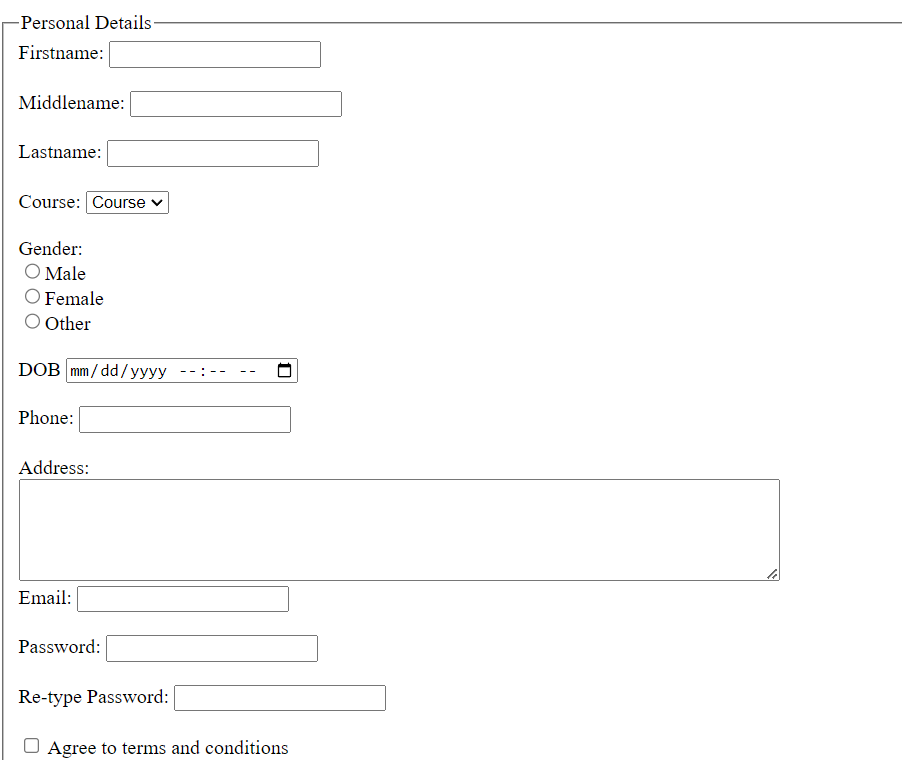 Personal Details
Firstname:
Middlename:
Lastname:
Course: Course
Gender:
Male
Female
Other
DOB mm/dd/yyyy --:-- --
Phone:
Address:
Email:
Password:
Re-type Password:
Agree to terms and conditions